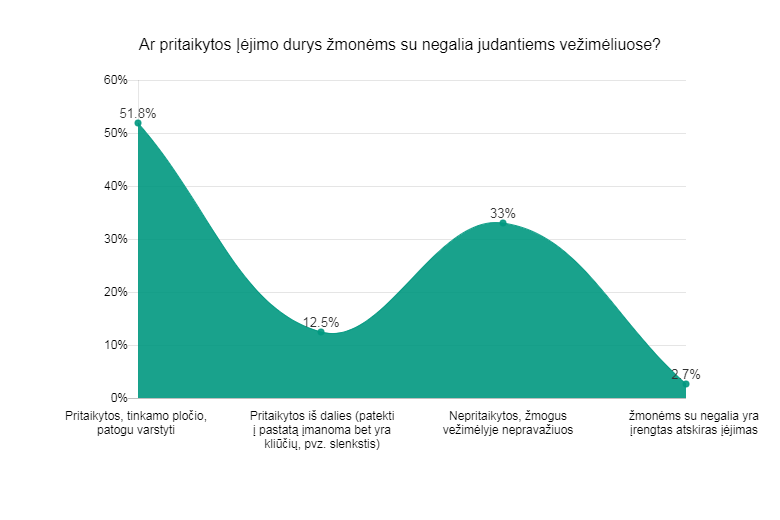 Ar pritaikytos Įėjimo durys žmonėms su negalia judantiems vežimėliuose?
60%
51.8%
50%
40%
33%
30%
20%
12.5%
10%
2.7%
0%
Pritaikytos, tinkamo pločio,
patogu varstyti
Pritaikytos iš dalies (patekti
į pastatą įmanoma bet yra
kliūčių, pvz. slenkstis)
Nepritaikytos, žmogus
vežimėlyje nepravažiuos
žmonėms su negalia yra
įrengtas atskiras įėjimas